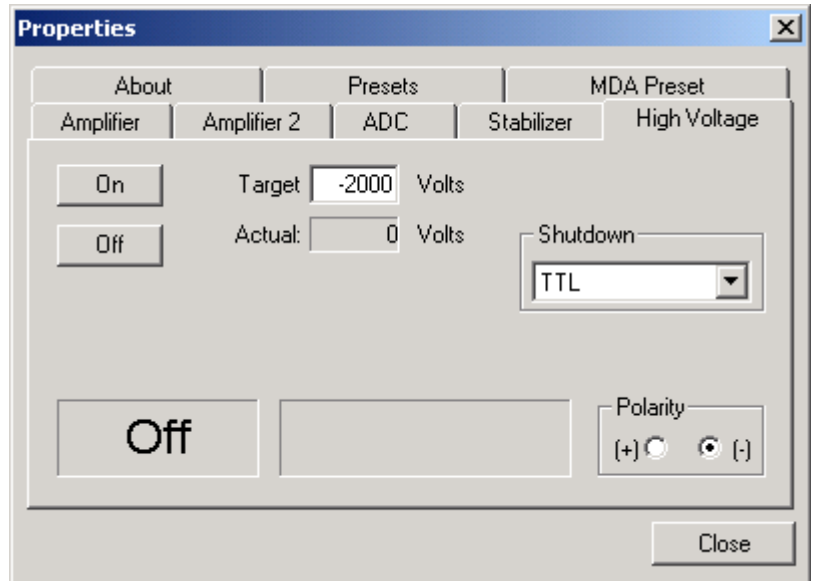 Properties
About Presets MDA Preset
Amplifier Amplifier 2 ADC Stabilizer High Voltage
On Target -2000 Volts
Off Actual: 0 Volts
Shutdown
TTL
Off
Polarity
(+) (-)
Close